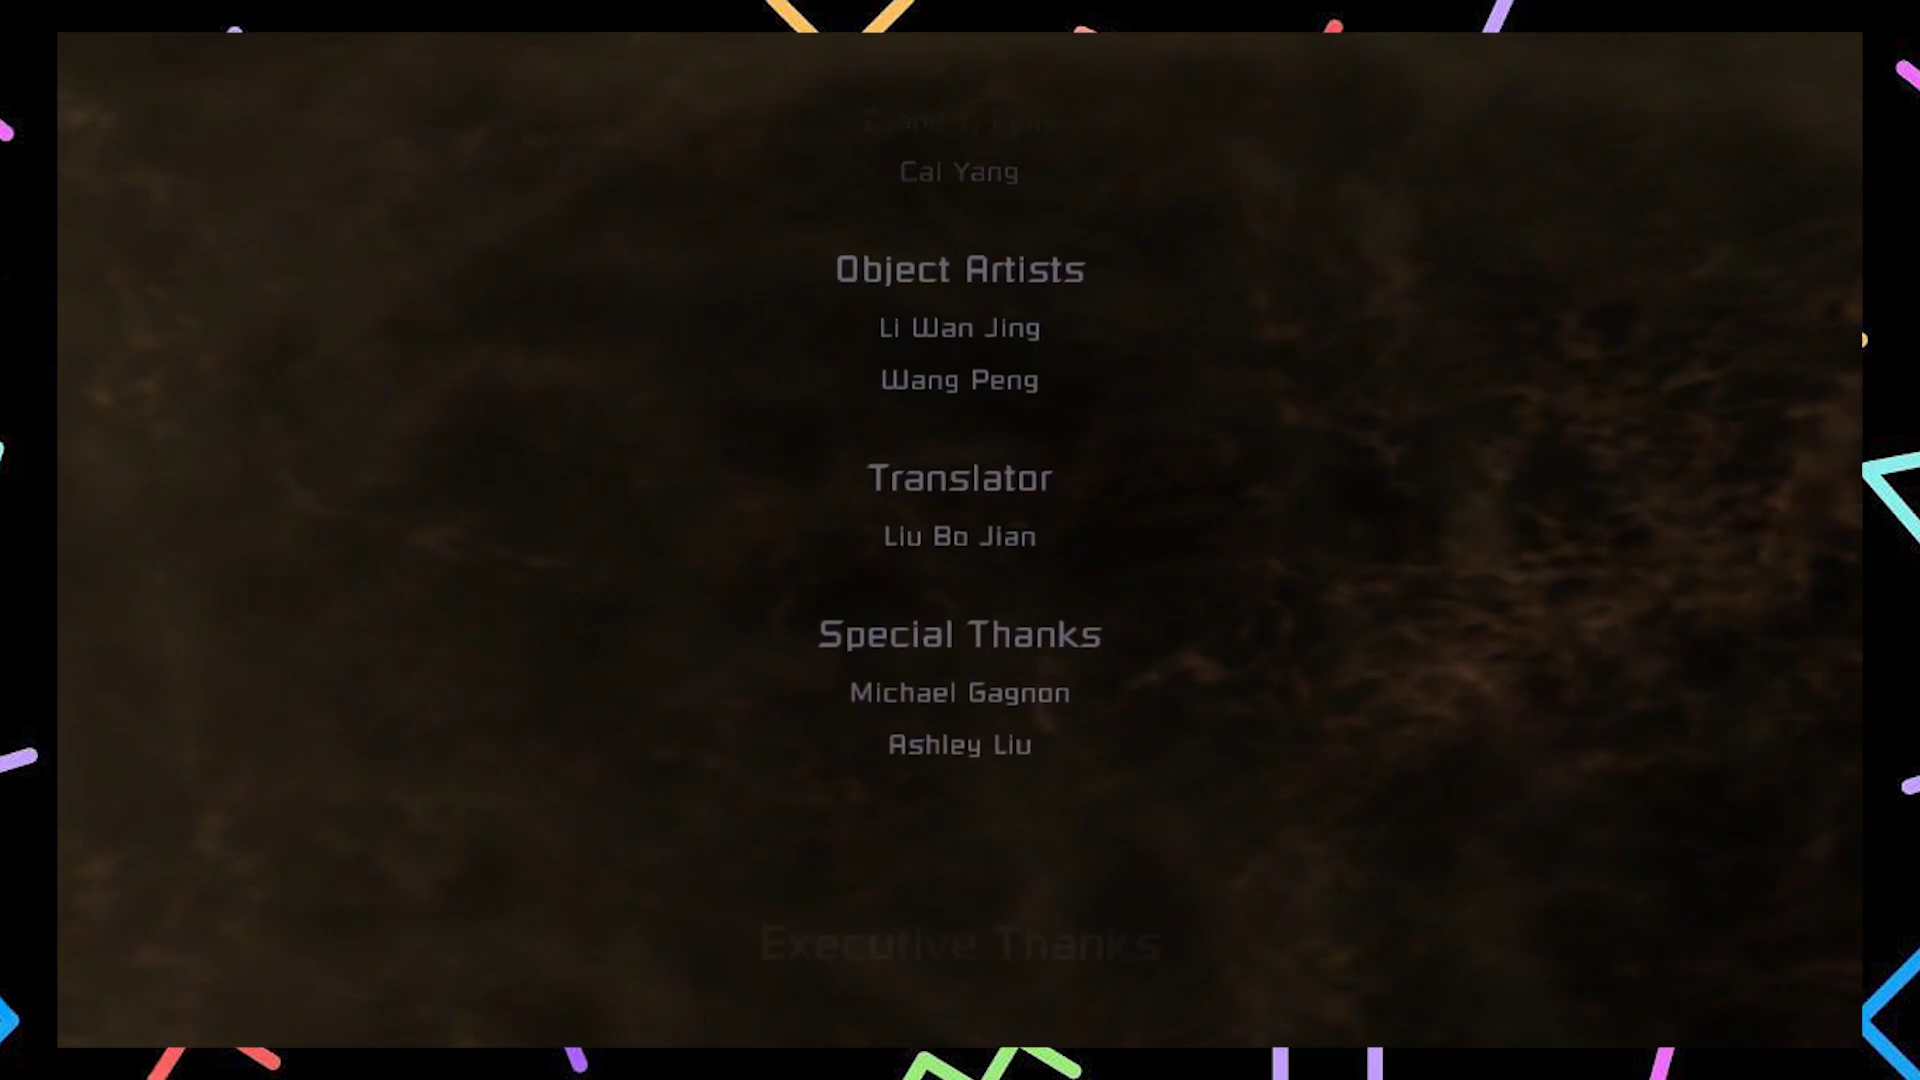 Cai Yang
Object Artists
Li Wan Jing
Wang Peng
Translator
Liu Bo Jian
Special Thanks
Michael Gagnon
Ashley Liu
Executive Thanks